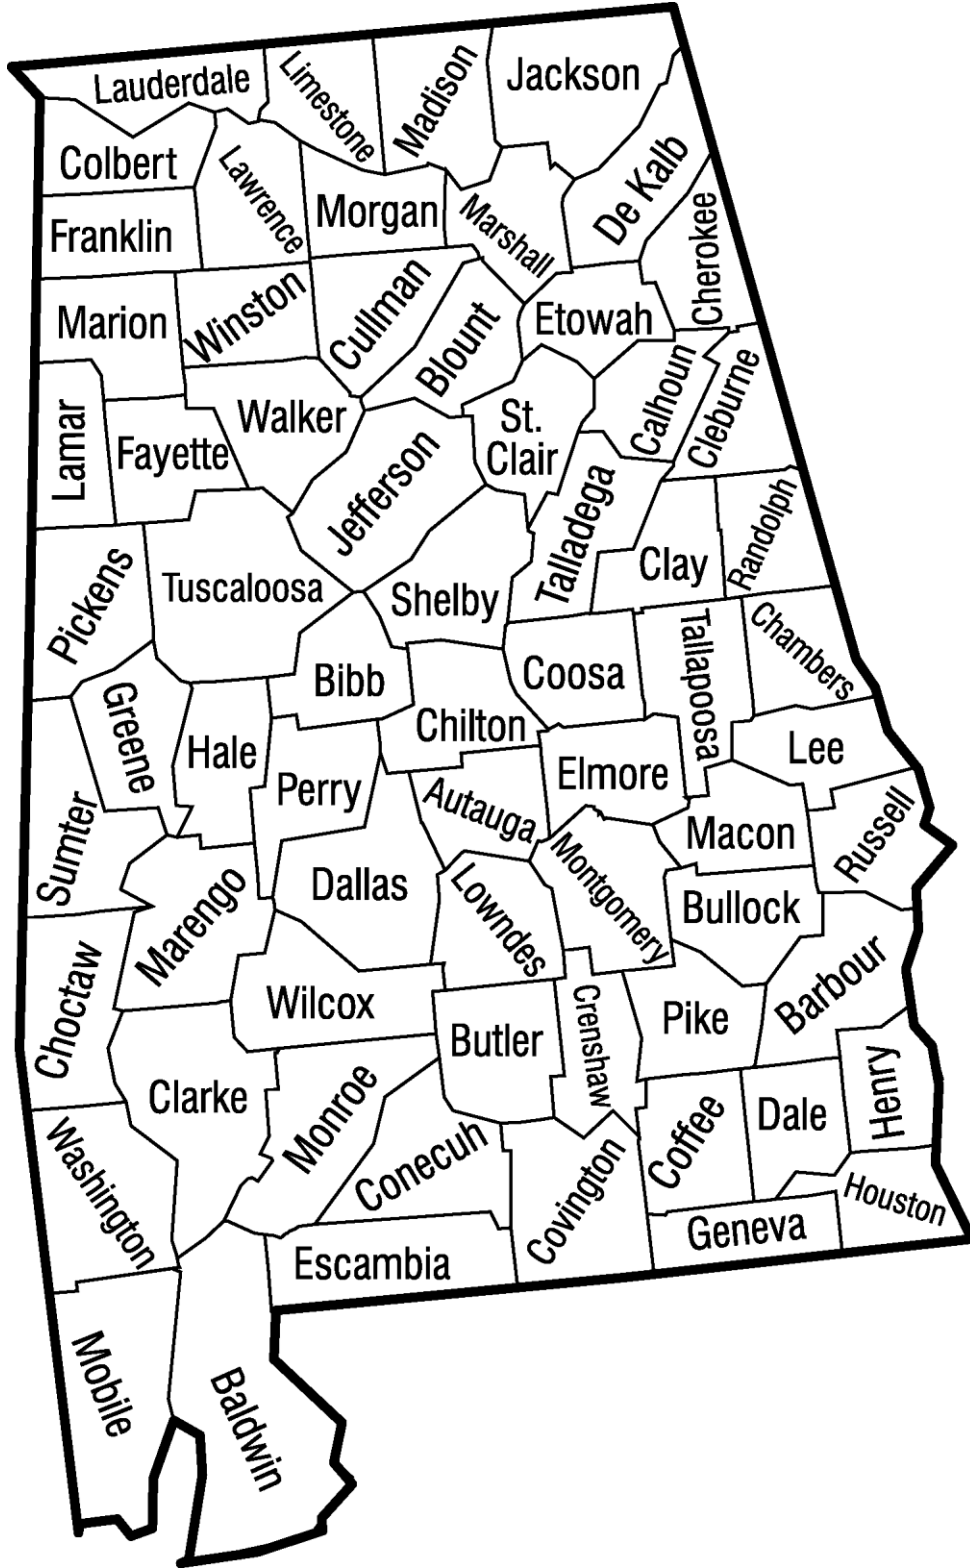 Lauderdale
Limestone
Madison
Jackson
Colbert
Lawrence
Morgan
Marshall
De Kalb
Franklin
Cherokee
Marion
Winston
Cullman
Blount
Etowah
Lamar
Fayette
Walker
Jefferson
St.
Clair
Calhoun
Cleburne
Pickens
Tuscaloosa
Shelby
Talladega
Clay
Randolph
Greene
Hale
Bibb
Chilton
Coosa
Tallapoosa
Chambers
Sumter
Perry
Autauga
Elmore
Lee
Marengo
Dallas
Lowndes
Montgomery
Macon
Russell
Bullock
Choctaw
Wilcox
Butler
Crenshaw
Pike
Barbour
Clarke
Monroe
Conecuh
Covington
Coffee
Dale
Henry
Washington
Escambia
Geneva
Houston
Mobile
Baldwin